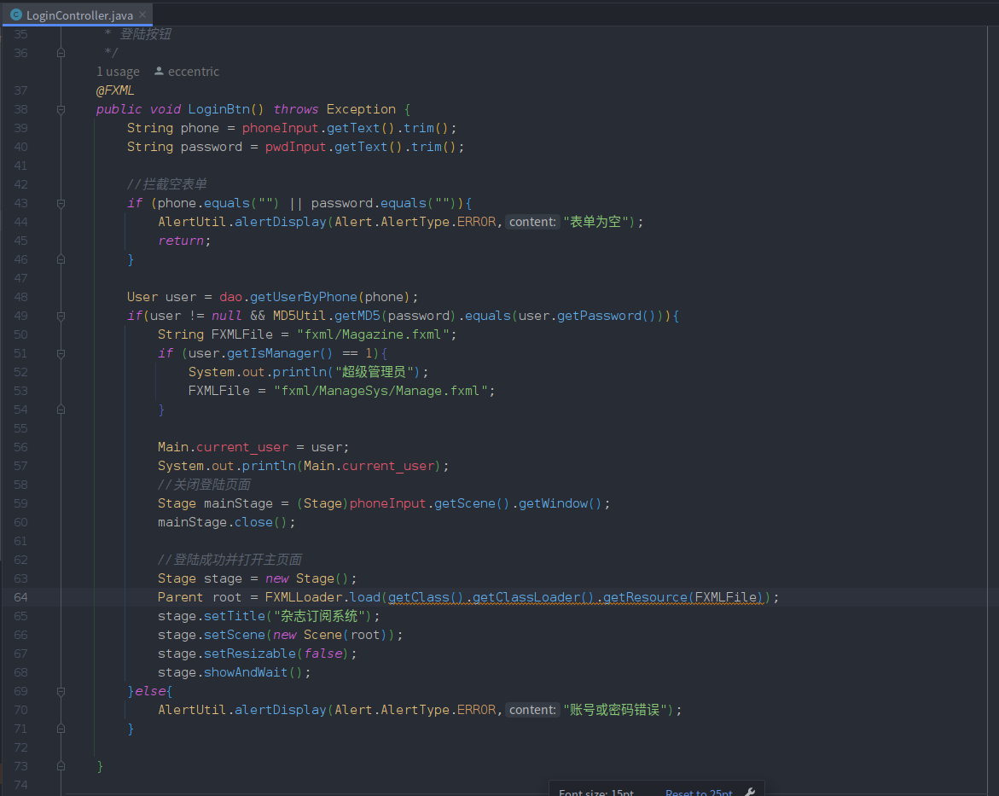 LoginController.java
35 * 登陆按钮
36 */
1 usage eccentric
37 @FXML
38 public void LoginBtn() throws Exception {
39 String phone = phoneInput.getText().trim();
40 String password = pwdInput.getText().trim();
41
42 //拦截空表单
43 if (phone.equals("") || password.equals("")){
44 AlertUtil.alertDisplay(Alert.AlertType.ERROR, content: "表单为空");
45 return;
46 }
47
48 User user = dao.getUserByPhone(phone);
49 if(user != null && MD5Util.getMD5(password).equals(user.getPassword())){
50 String FXMLFile = "fxml/Magazine.fxml";
51 if (user.getIsManager() == 1){
52 System.out.println("超级管理员");
53 FXMLFile = "fxml/ManageSys/Manage.fxml";
54 }
55
56 Main.current_user = user;
57 System.out.println(Main.current_user);
58 //关闭登陆页面
59 Stage mainStage = (Stage)phoneInput.getScene().getWindow();
60 mainStage.close();
61
62 //登陆成功并打开主页面
63 Stage stage = new Stage();
64 Parent root = FXMLLoader.load(getClass().getClassLoader().getResource(FXMLFile));
65 stage.setTitle("杂志订阅系统");
66 stage.setScene(new Scene(root));
67 stage.setResizable(false);
68 stage.showAndWait();
69 }else{
70 AlertUtil.alertDisplay(Alert.AlertType.ERROR, content: "账号或密码错误");
71 }
72
73 }
74
Font size: 15pt Reset to 25pt